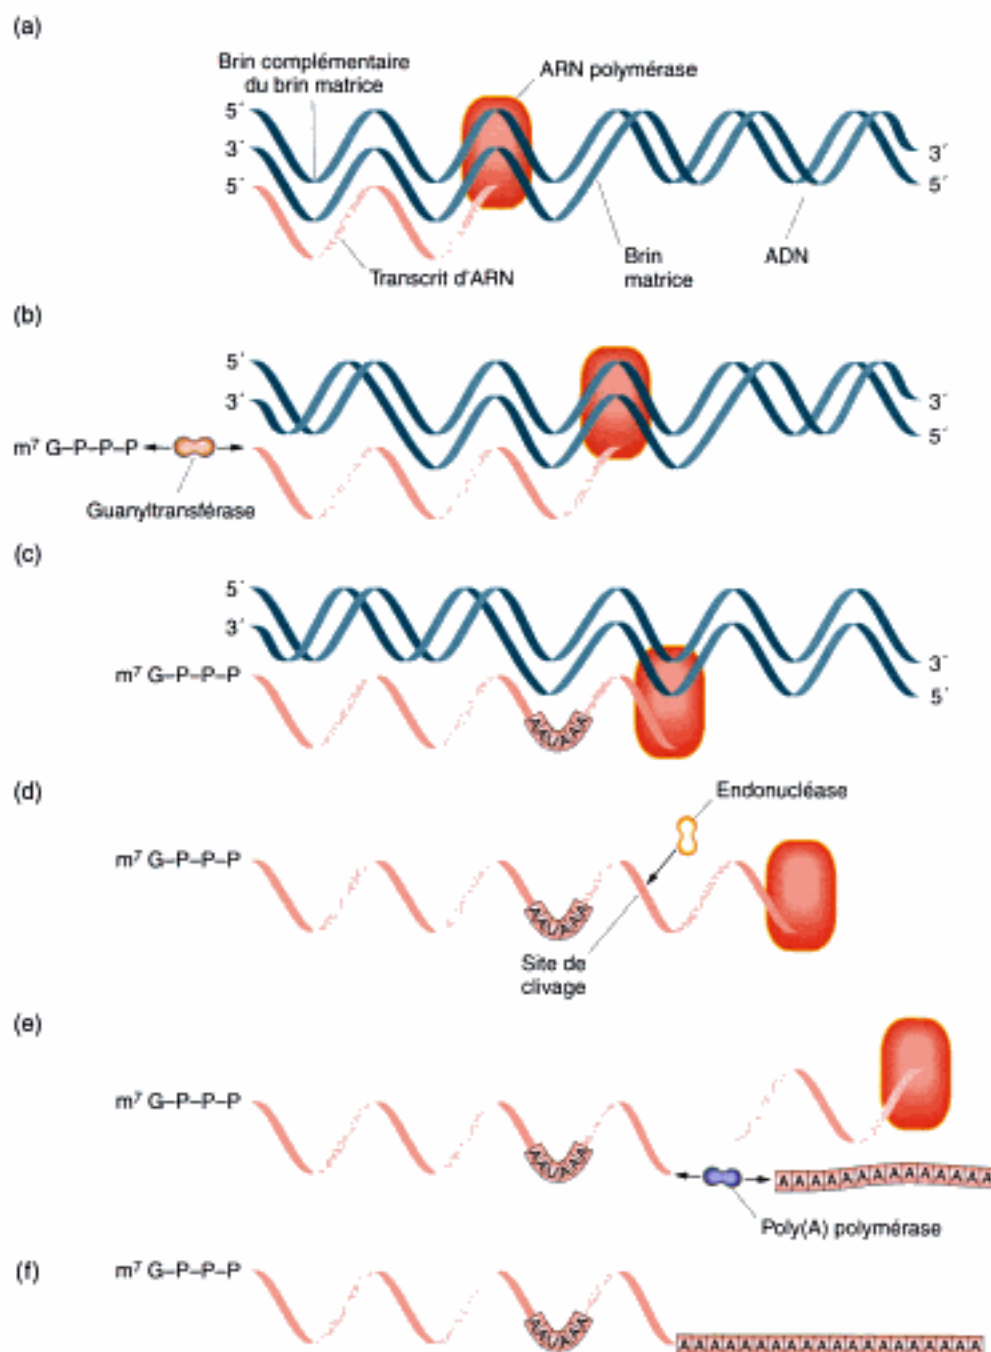 (a)
Brin complémentaire
du brin matrice
ARN polymérase
5´
3´
5´
3´
5´
Transcrit d'ARN
Brin
matrice
ADN
(b)
5´
3´
3´
5´
m⁷ G–P–P–P
Guanyltransférase
(c)
5´
3´
3´
5´
m⁷ G–P–P–P
AAUAAA
(d)
Endonucléase
m⁷ G–P–P–P
AAUAAA
Site de
clivage
(e)
m⁷ G–P–P–P
AAUAAA
AAAAAAAAAAAAAA
Poly(A) polymérase
(f)
m⁷ G–P–P–P
AAUAAA
AAAAAAAAAAAAAAAAAAA